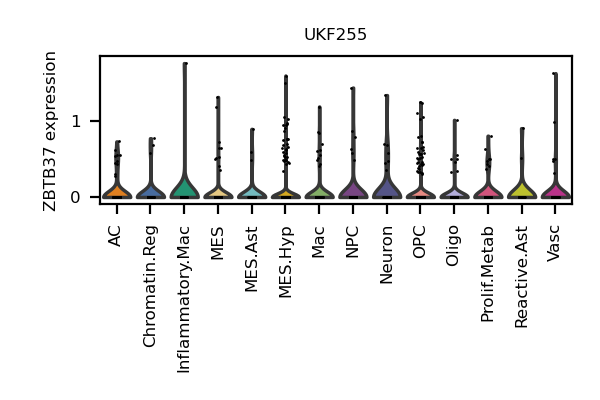 UKF255
ZBTB37 expression
1
0
AC
Chromatin.Reg
Inflammatory.Mac
MES
MES.Ast
MES.Hyp
Mac
NPC
Neuron
OPC
Oligo
Prolif.Metab
Reactive.Ast
Vasc